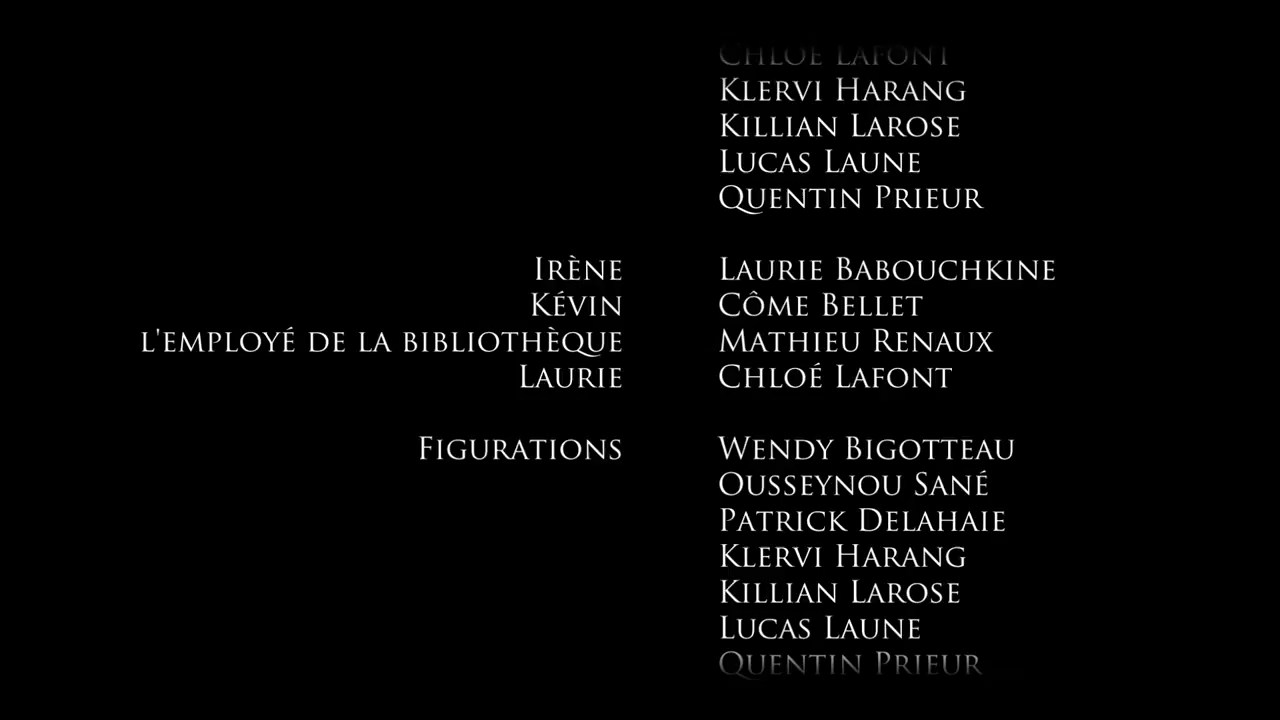 Chloé Lafont
Klervi Harang
Killian Larose
Lucas Laune
Quentin Prieur
Irène Laurie Babouchkine
Kévin Côme Bellet
l'employé de la bibliothèque Mathieu Renaux
Laurie Chloé Lafont
Figurations Wendy Bigotteau
Ousseynou Sané
Patrick Delahaie
Klervi Harang
Killian Larose
Lucas Laune
Quentin Prieur